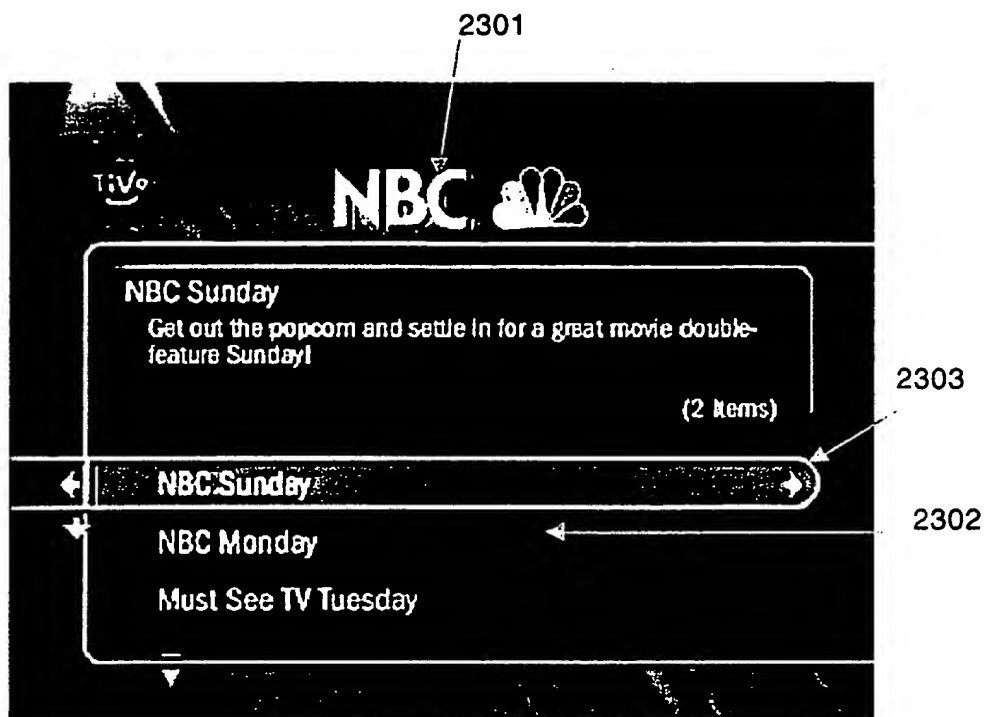 2301
TiVo
NBC
NBC Sunday
Get out the popcorn and settle in for a great movie double-
feature Sunday!
(2 Items)
2303
NBC Sunday
2302
NBC Monday
Must See TV Tuesday